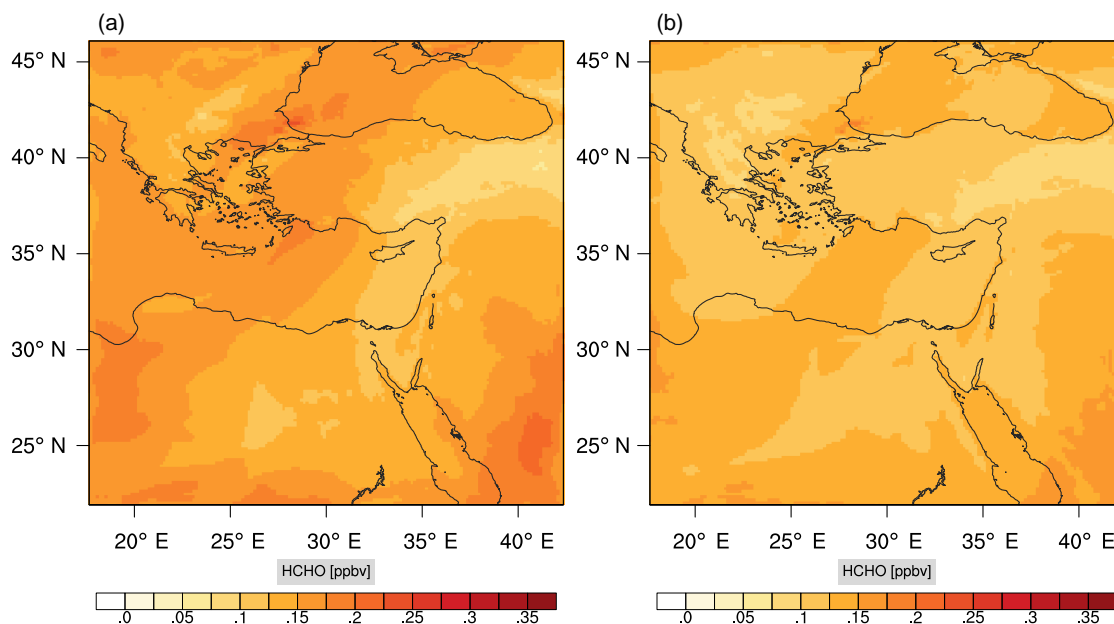 (a) (b)
45° N 45° N
40° N 40° N
35° N 35° N
30° N 30° N
25° N 25° N
20° E 25° E 30° E 35° E 40° E 20° E 25° E 30° E 35° E 40° E
HCHO [ppbv] HCHO [ppbv]
.0 .05 .1 .15 .2 .25 .3 .35 .0 .05 .1 .15 .2 .25 .3 .35